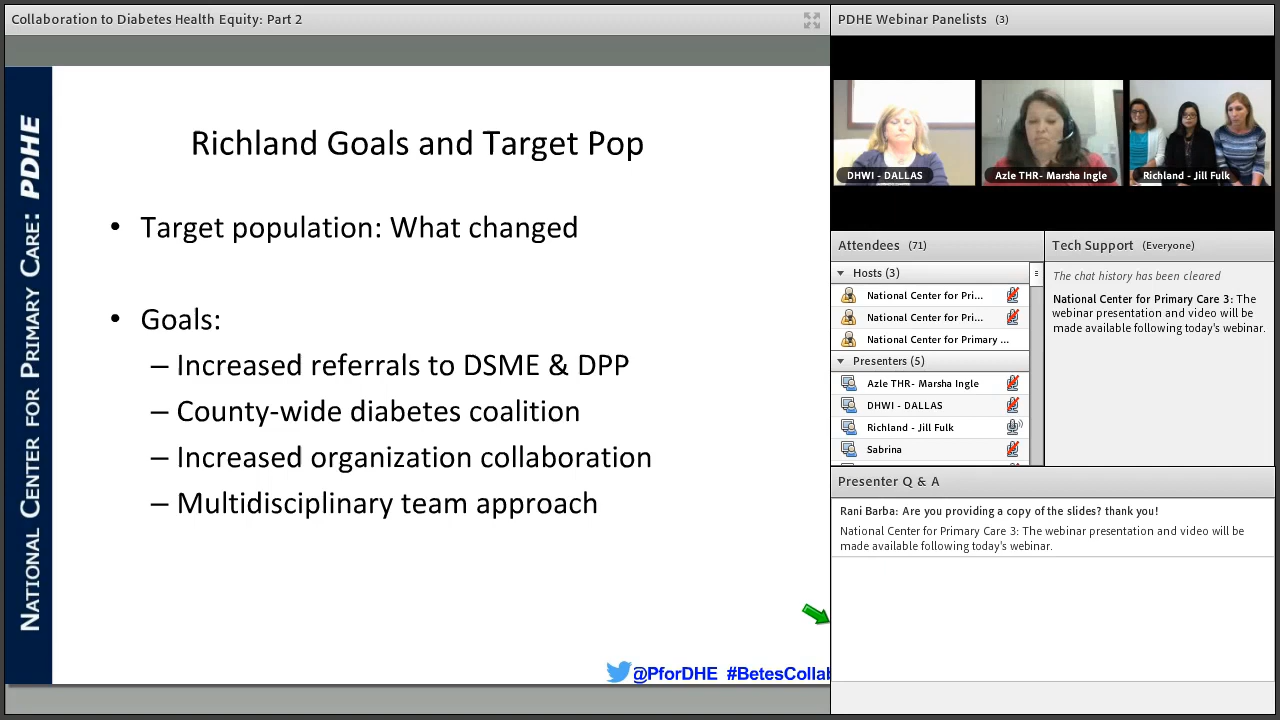 Collaboration to Diabetes Health Equity: Part 2
NATIONAL CENTER FOR PRIMARY CARE: PDHE
Richland Goals and Target Pop
• Target population: What changed
• Goals:
– Increased referrals to DSME & DPP
– County-wide diabetes coalition
– Increased organization collaboration
– Multidisciplinary team approach
@PforDHE #BetesCollab
PDHE Webinar Panelists (3)
DHWI - DALLAS
Azle THR- Marsha Ingle
Richland - Jill Fulk
Attendees (71)
Hosts (3)
National Center for Pri...
National Center for Pri...
National Center for Primary ...
Presenters (5)
Azle THR- Marsha Ingle
DHWI - DALLAS
Richland - Jill Fulk
Sabrina
Tech Support (Everyone)
The chat history has been cleared
National Center for Primary Care 3: The
webinar presentation and video will be
made available following today's webinar.
Presenter Q & A
Rani Barba: Are you providing a copy of the slides? thank you!
National Center for Primary Care 3: The webinar presentation and video will be
made available following today's webinar.